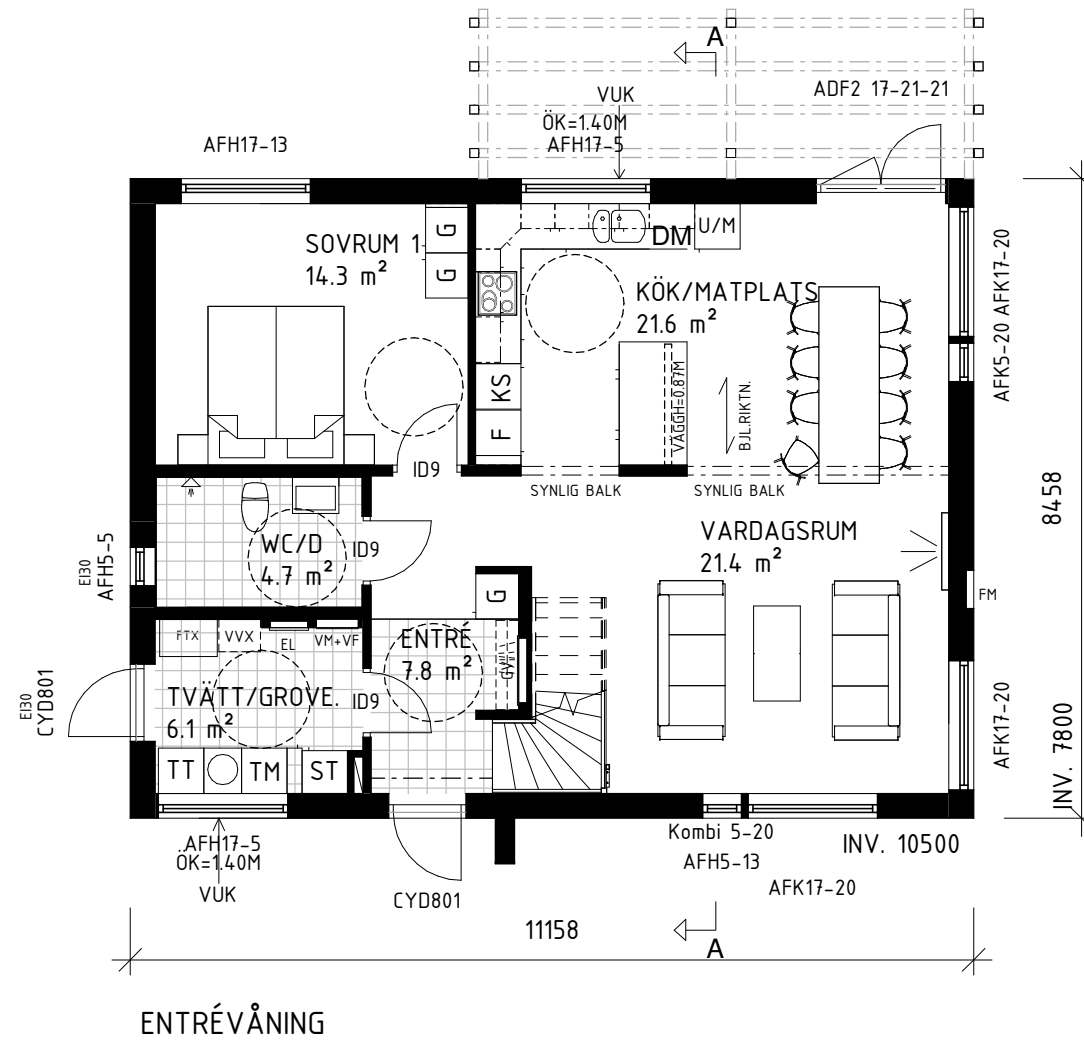 A
ADF2 17-21-21
VUK
ÖK=1.40M
AFH17-5
AFH17-13
SOVRUM 1
14.3 m²
G
G
DM
U/M
KÖK/MATPLATS
21.6 m²
KS
F
VÄGGH=0.87M
BJL.RIKTN.
AFK5-20 AFK17-20
ID9
SYNLIG BALK
SYNLIG BALK
8458
WC/D
4.7 m²
ID9
VARDAGSRUM
21.4 m²
EI30
AFH5-5
G
FM
FTX
VVX
EL
VM+VF
ENTRÉ
7.8 m²
TVÄTT/GROVE.
6.1 m²
ID9
EI30
CYD801
AFK17-20
INV. 7800
TT
TM
ST
Kombi 5-20
AFH5-13
INV. 10500
AFK17-20
AFH17-5
ÖK=1.40M
VUK
CYD801
11158
A
ENTRÉVÅNING